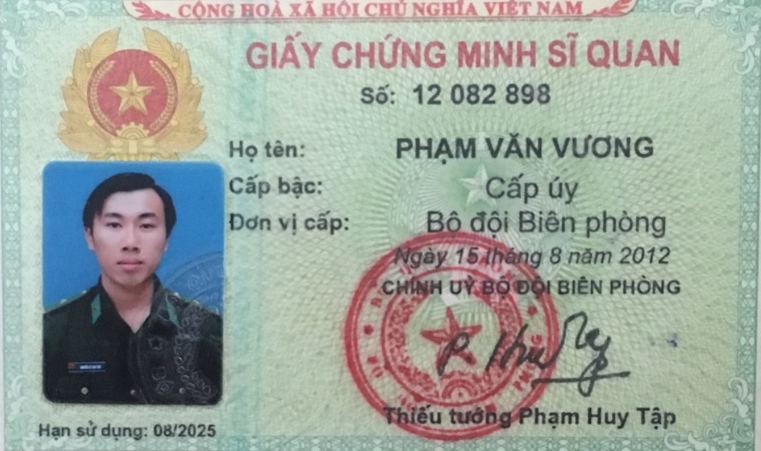 CỘNG HOÀ XÃ HỘI CHỦ NGHĨA VIỆT NAM
GIẤY CHỨNG MINH SĨ QUAN
Số: 12 082 898
Họ tên: PHẠM VĂN VƯƠNG
Cấp bậc: Cấp úy
Đơn vị cấp: Bộ đội Biên phòng
Ngày 15 tháng 8 năm 2012
CHÍNH UỶ BỘ ĐỘI BIÊN PHÒNG
Thiếu tướng Phạm Huy Tập
Hạn sử dụng: 08/2025